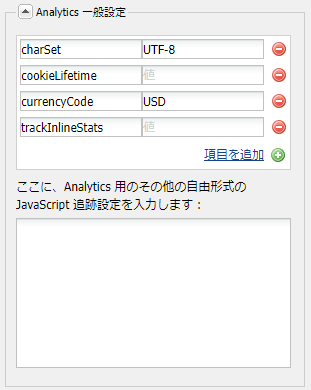 Analytics 一般設定
charSet UTF-8
cookieLifetime 値
currencyCode USD
trackInlineStats 値
項目を追加
ここに、Analytics 用のその他の自由形式の
JavaScript 追跡設定を入力します：